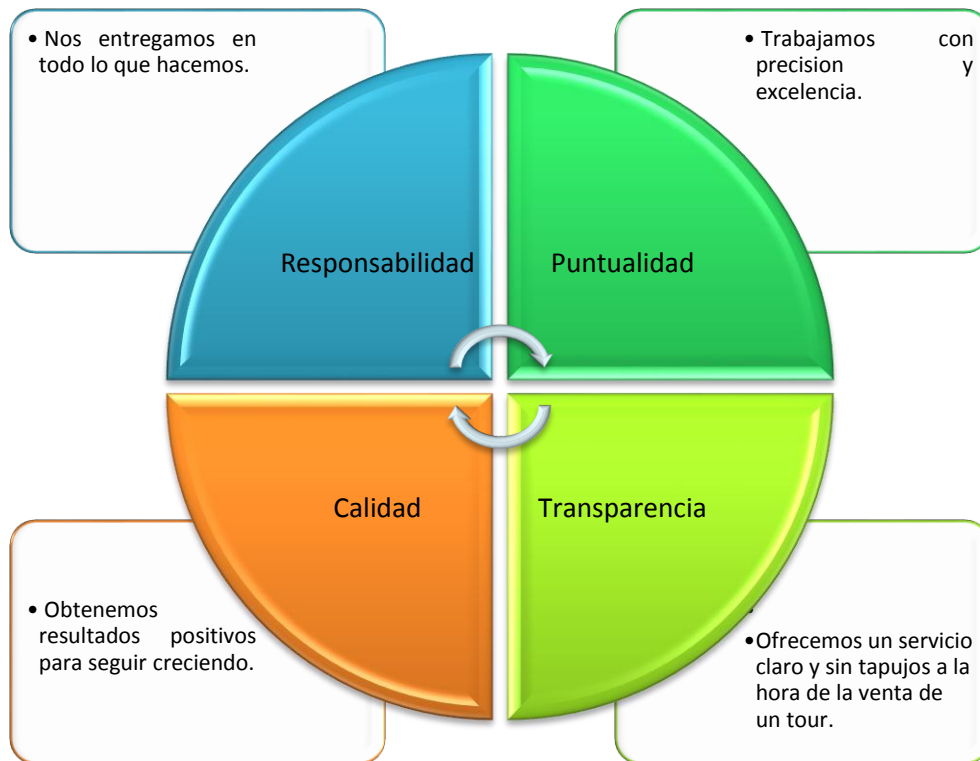 • Nos entregamos en
todo lo que hacemos.
• Trabajamos con
precision y
excelencia.
Responsabilidad
Puntualidad
Calidad
Transparencia
• Obtenemos
resultados positivos
para seguir creciendo.
•
•Ofrecemos un servicio
claro y sin tapujos a la
hora de la venta de
un tour.